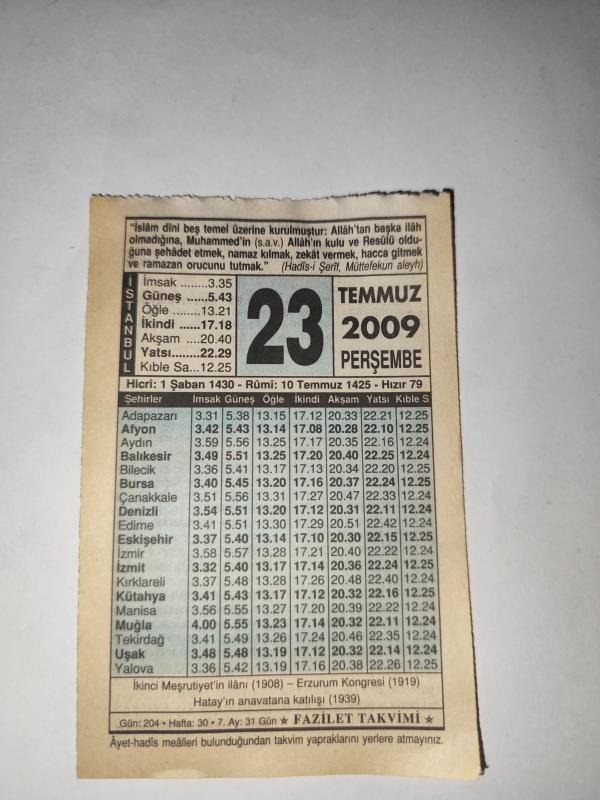 "İslâm dîni beş temel üzerine kurulmuştur: Allâh'tan başka ilâh
olmadığına, Muhammed'in (s.a.v.) Allâh'ın kulu ve Resûlü oldu-
ğuna şehâdet etmek, namaz kılmak, zekât vermek, hacca gitmek
ve ramazan orucunu tutmak." (Hadîs-i Şerîf, Müttefekun aleyh)
İSTANBUL
İmsak ........3.35
Güneş ......5.43
Öğle ........13.21
İkindi ......17.18
Akşam ....20.40
Yatsı........22.29
Kıble Sa...12.25
23
TEMMUZ
2009
PERŞEMBE
Hicrî: 1 Şaban 1430 - Rûmî: 10 Temmuz 1425 - Hızır 79
Şehirler İmsak Güneş Öğle İkindi Akşam Yatsı Kıble S
Adapazarı 3.31 5.38 13.15 17.12 20.33 22.21 12.25
Afyon 3.42 5.43 13.14 17.08 20.28 22.10 12.25
Aydın 3.59 5.56 13.25 17.17 20.35 22.16 12.24
Balıkesir 3.49 5.51 13.25 17.20 20.40 22.25 12.24
Bilecik 3.36 5.41 13.17 17.13 20.34 22.20 12.25
Bursa 3.40 5.45 13.20 17.16 20.37 22.24 12.25
Çanakkale 3.51 5.56 13.31 17.27 20.47 22.33 12.24
Denizli 3.54 5.51 13.20 17.12 20.31 22.11 12.24
Edirne 3.41 5.51 13.30 17.29 20.51 22.42 12.24
Eskişehir 3.37 5.40 13.14 17.10 20.30 22.15 12.25
İzmir 3.58 5.57 13.28 17.21 20.40 22.22 12.24
İzmit 3.32 5.40 13.17 17.14 20.36 22.24 12.25
Kırklareli 3.37 5.48 13.28 17.26 20.48 22.40 12.24
Kütahya 3.41 5.43 13.17 17.12 20.32 22.16 12.25
Manisa 3.56 5.55 13.27 17.20 20.39 22.22 12.24
Muğla 4.00 5.55 13.23 17.14 20.32 22.11 12.24
Tekirdağ 3.41 5.49 13.26 17.24 20.46 22.35 12.24
Uşak 3.48 5.48 13.19 17.12 20.32 22.14 12.24
Yalova 3.36 5.42 13.19 17.16 20.38 22.26 12.25
İkinci Meşrutiyet'in ilânı (1908) – Erzurum Kongresi (1919)
Hatay'ın anavatana katılışı (1939)
Gün: 204 • Hafta: 30 • 7. Ay: 31 Gün ★ FAZİLET TAKVİMİ ★
Âyet-hadîs meâlleri bulunduğundan takvim yapraklarını yerlere atmayınız.